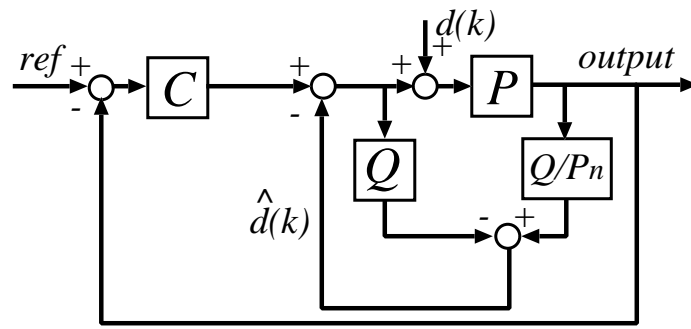 d(k)
ref + - C + - + + P output
Q Q/Pn
^
d(k)
- +